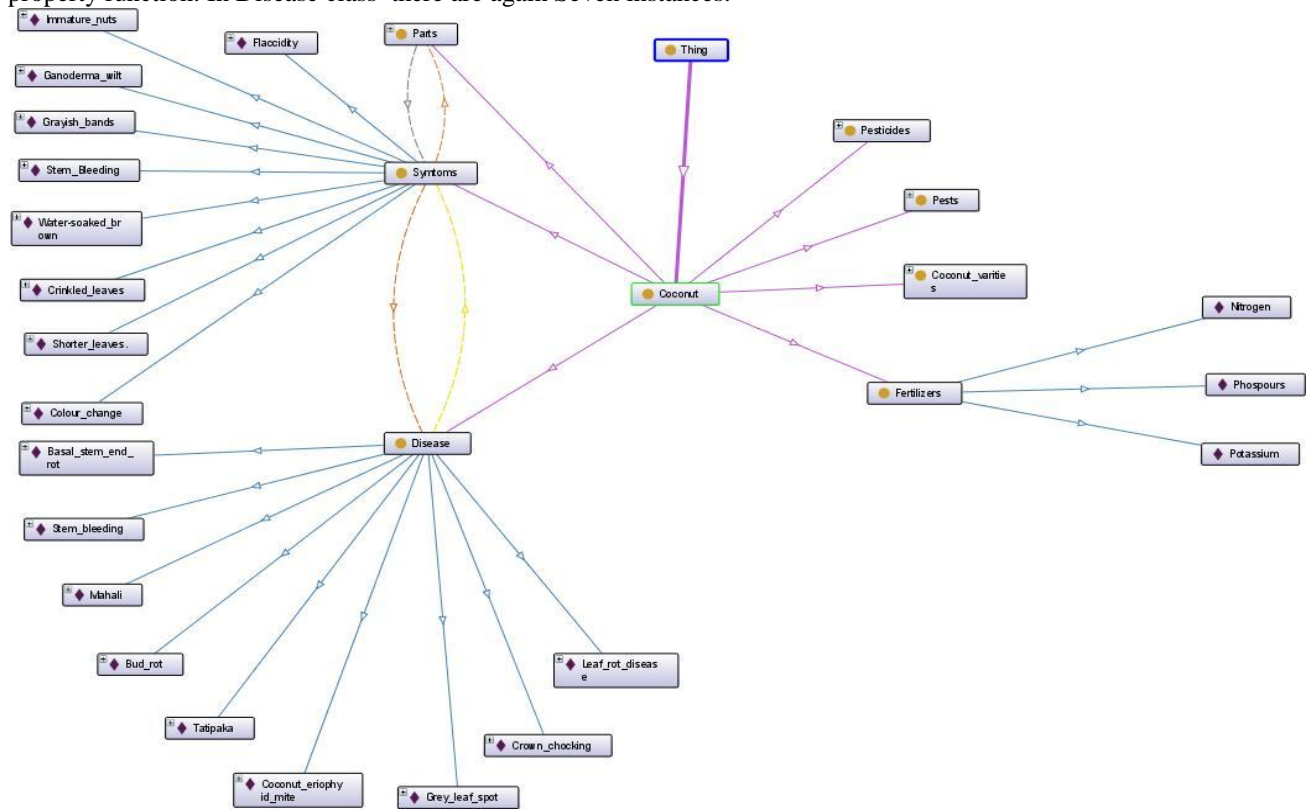 property function. In Disease class there are again Seven instances.
Immature_nuts
Flaccidity
Parts
Thing
Ganoderma_wilt
Grayish_bands
Pesticides
Stem_Bleeding
Symtoms
Pests
Water-soaked_br
own
Coconut_varitie
s
Crinkled_leaves
Coconut
Nitrogen
Shorter_leaves.
Fertilizers
Phospours
Colour_change
Disease
Basal_stem_end_
rot
Potassium
Stem_bleeding
Mahali
Bud_rot
Leaf_rot_diseas
e
Tatipaka
Crown_chocking
Coconut_eriophy
id_mite
Grey_leaf_spot